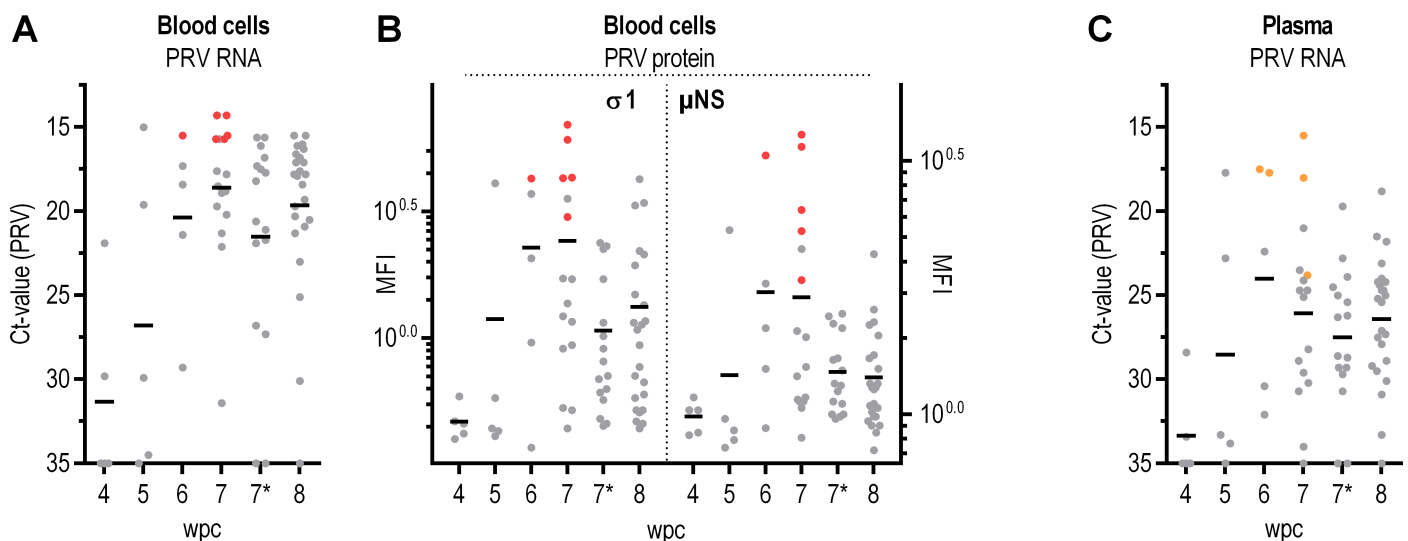 A
Blood cells
PRV RNA
15
20
25
30
35
Ct-value (PRV)
4 5 6 7 7* 8
wpc
B
Blood cells
PRV protein
σ1 µNS
10^0.5
10^0.0
MFI
10^0.5
10^0.0
MFI
4 5 6 7 7* 8 4 5 6 7 7* 8
wpc
C
Plasma
PRV RNA
15
20
25
30
35
Ct-value (PRV)
4 5 6 7 7* 8
wpc